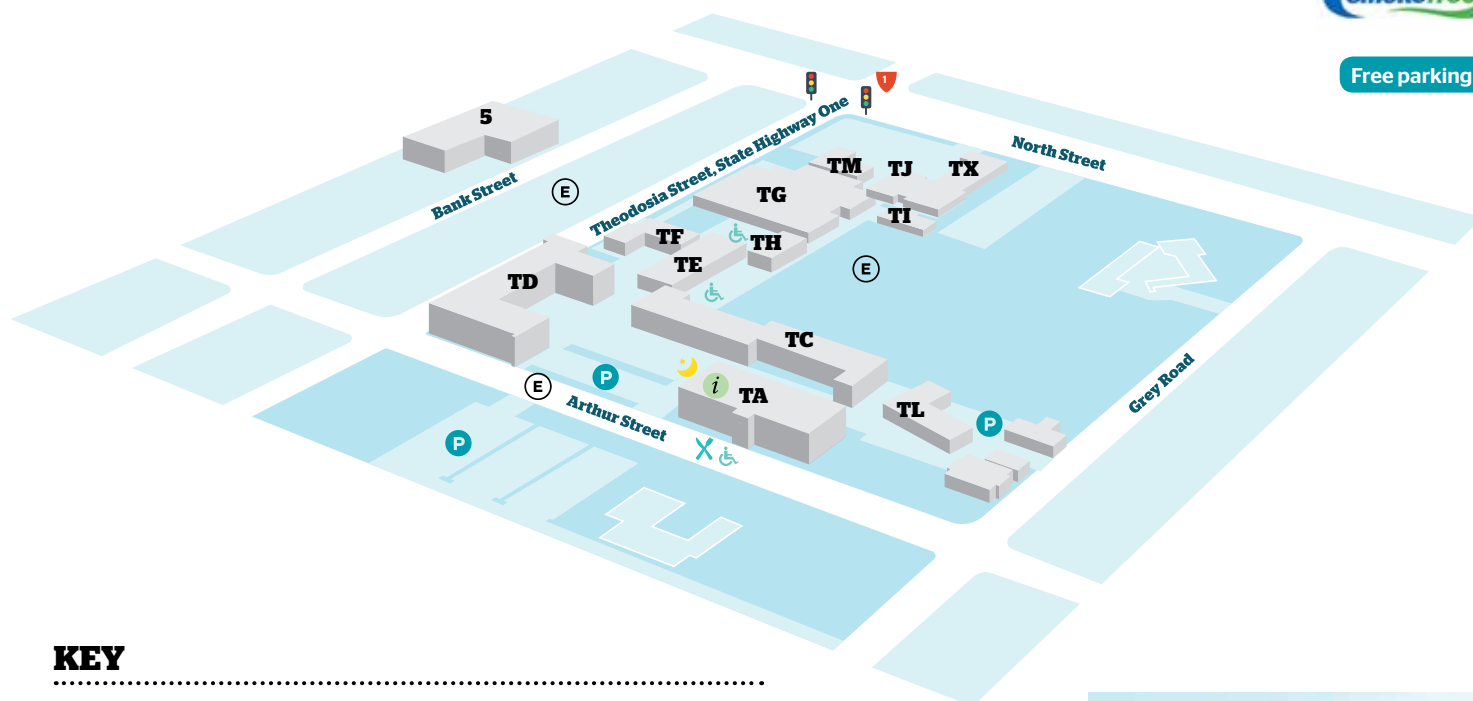 Free parking
1
5
Theodosia Street, State Highway One
North Street
Bank Street
E
TM
TJ
TX
TG
TI
TF
TH
TE
E
TD
TC
E
P
i
TA
Arthur Street
TL
P
Grey Road
P
KEY